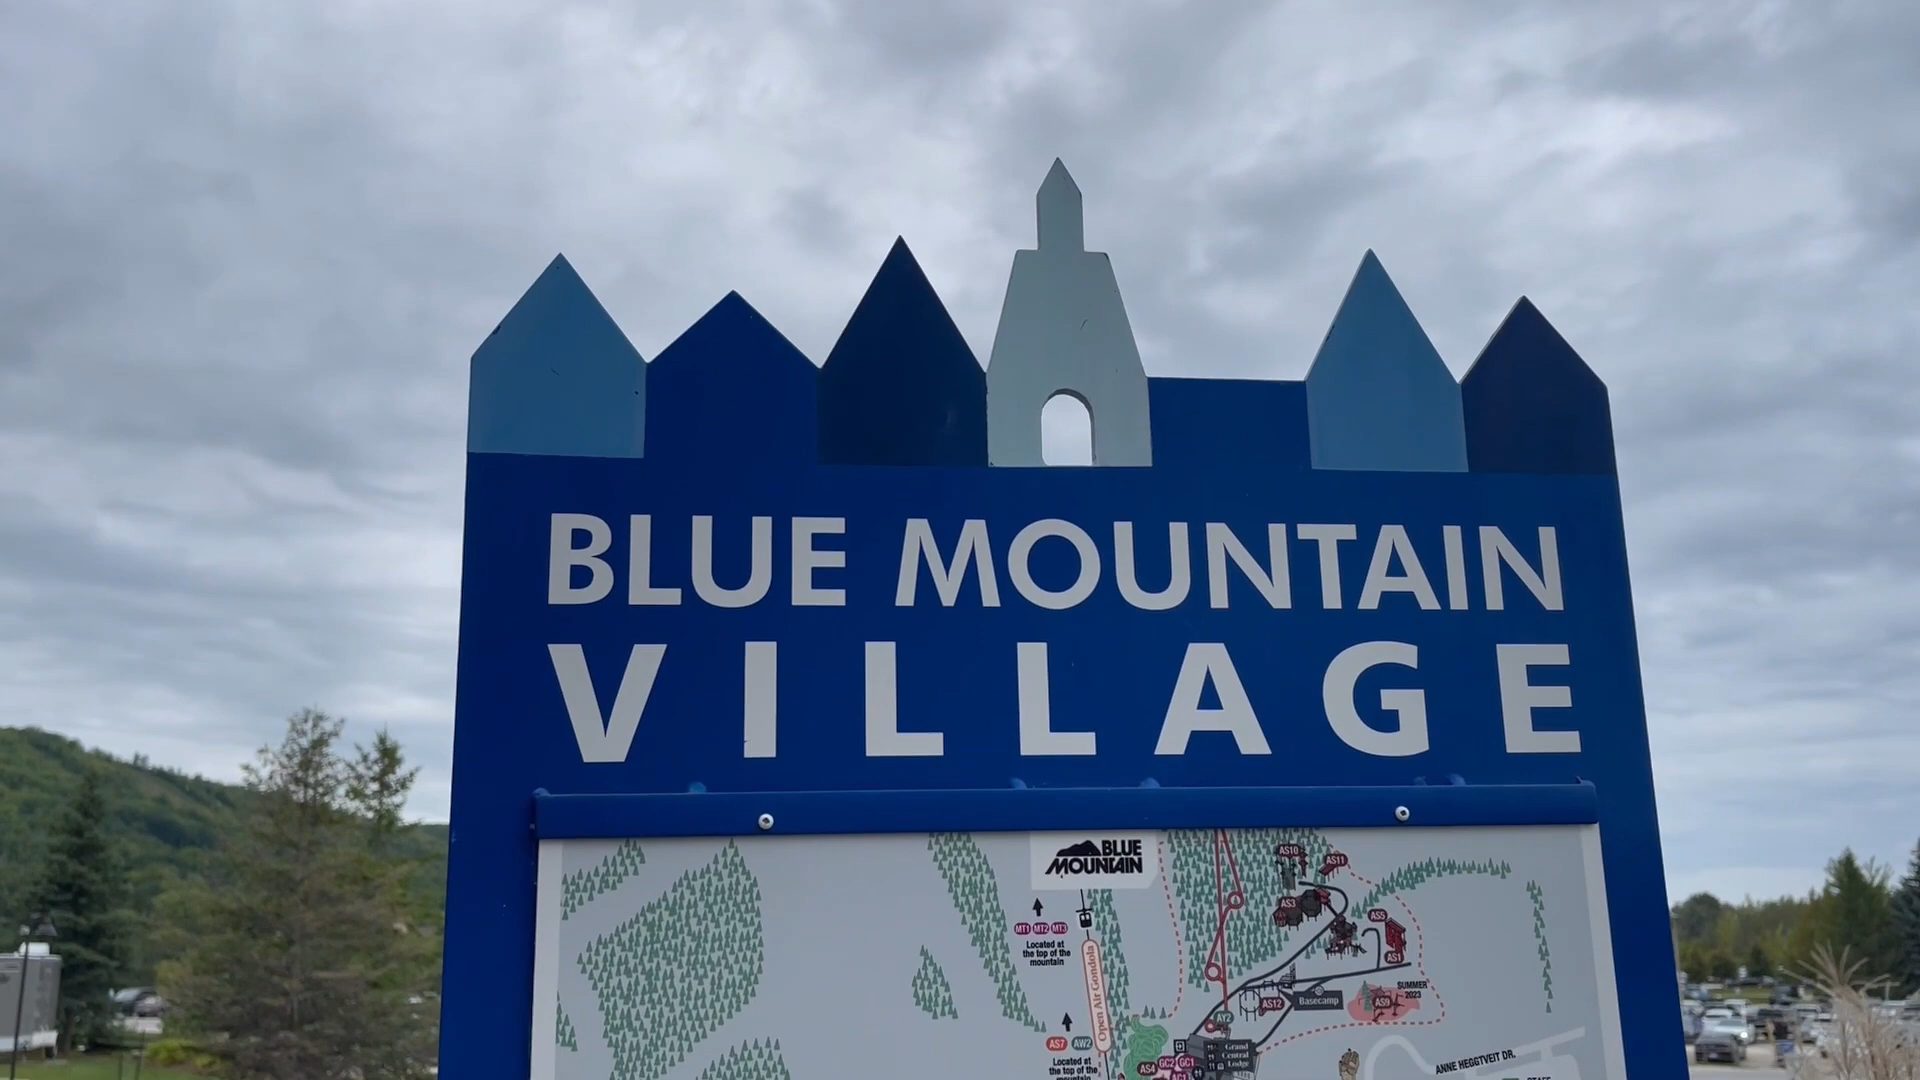 BLUE MOUNTAIN
VILLAGE
BLUE
MOUNTAIN
AS10
AS11
AS3
AS5
AS1
MT1 MT2 MT3
Located at
the top of the
mountain
Open Air Gondola
SUMMER
2023
AS12
Basecamp
AS9
AY2
AS7 AW2
Located at
the top of the
mountain
Grand
Central
Lodge
GC2 GC1
AS4
AC1
ANNE HEGGTVEIT DR.